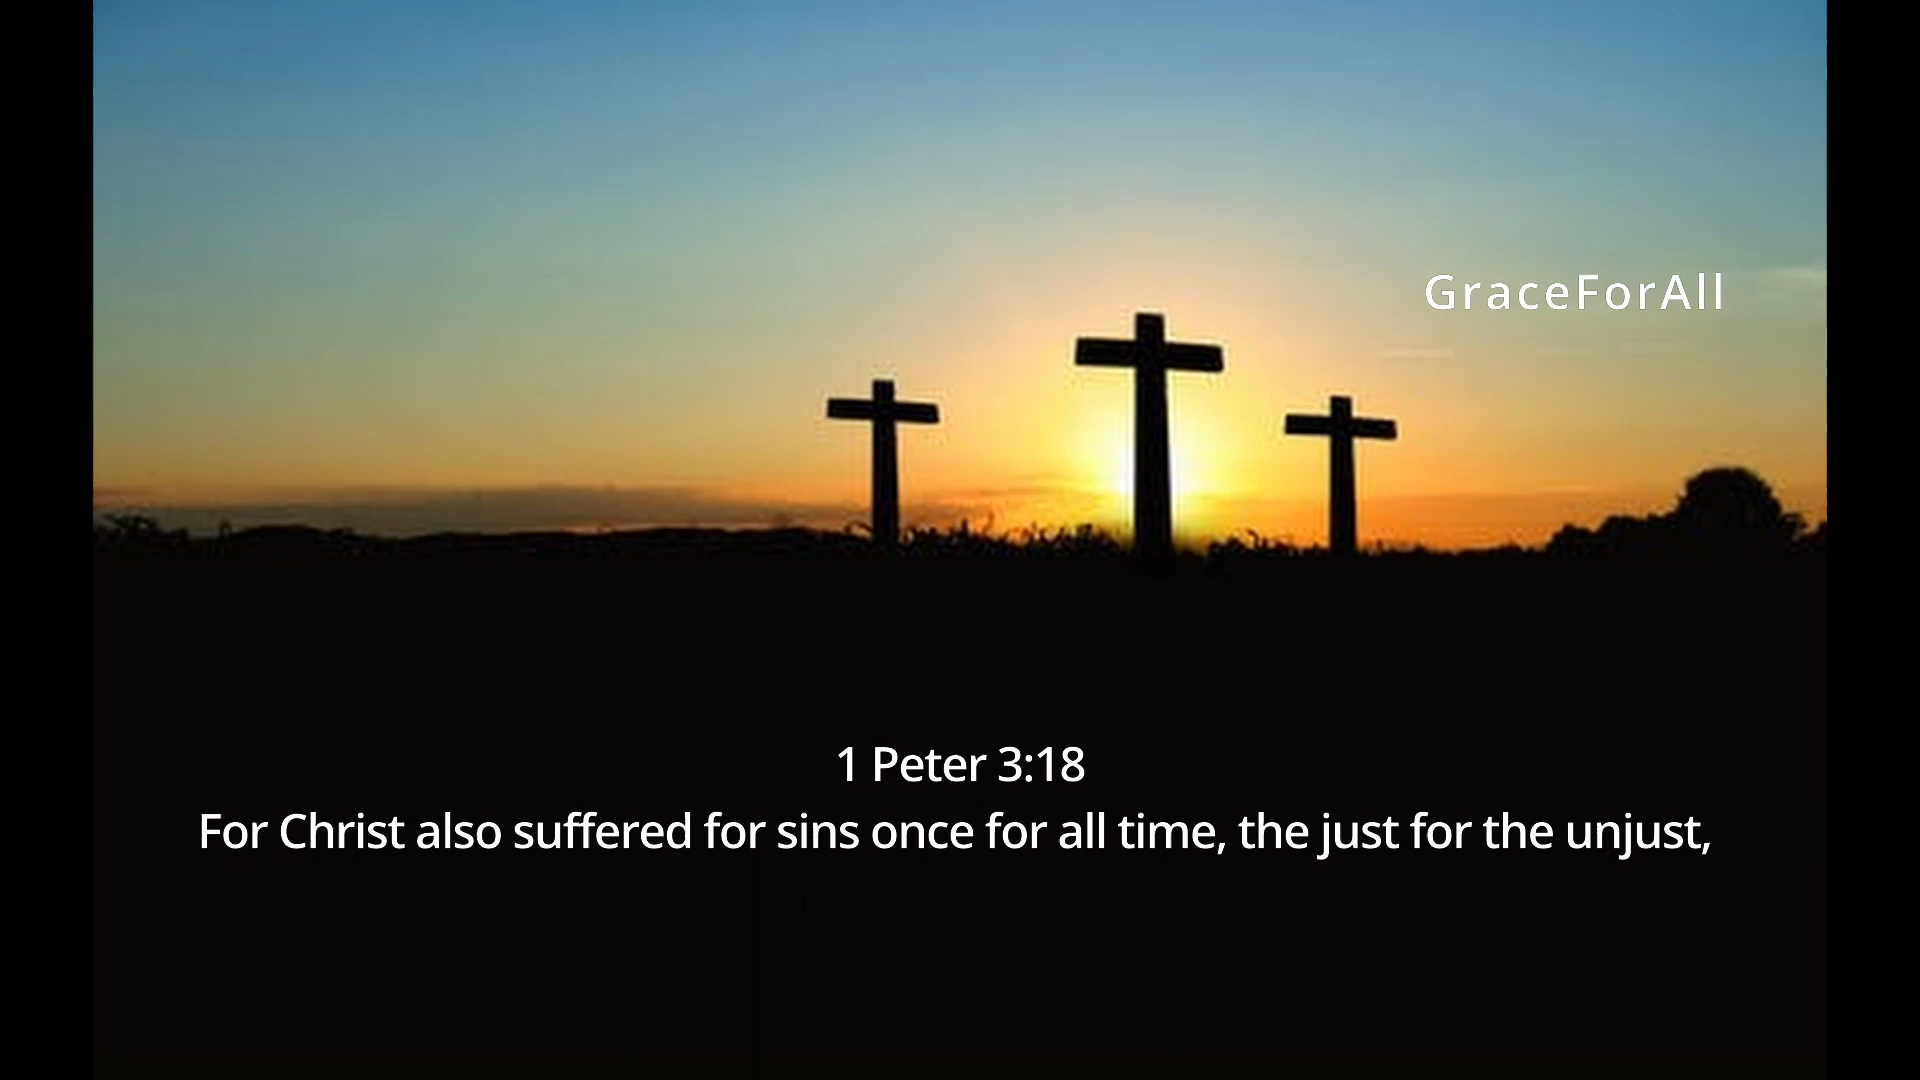 GraceForAll
1 Peter 3:18
For Christ also suffered for sins once for all time, the just for the unjust,